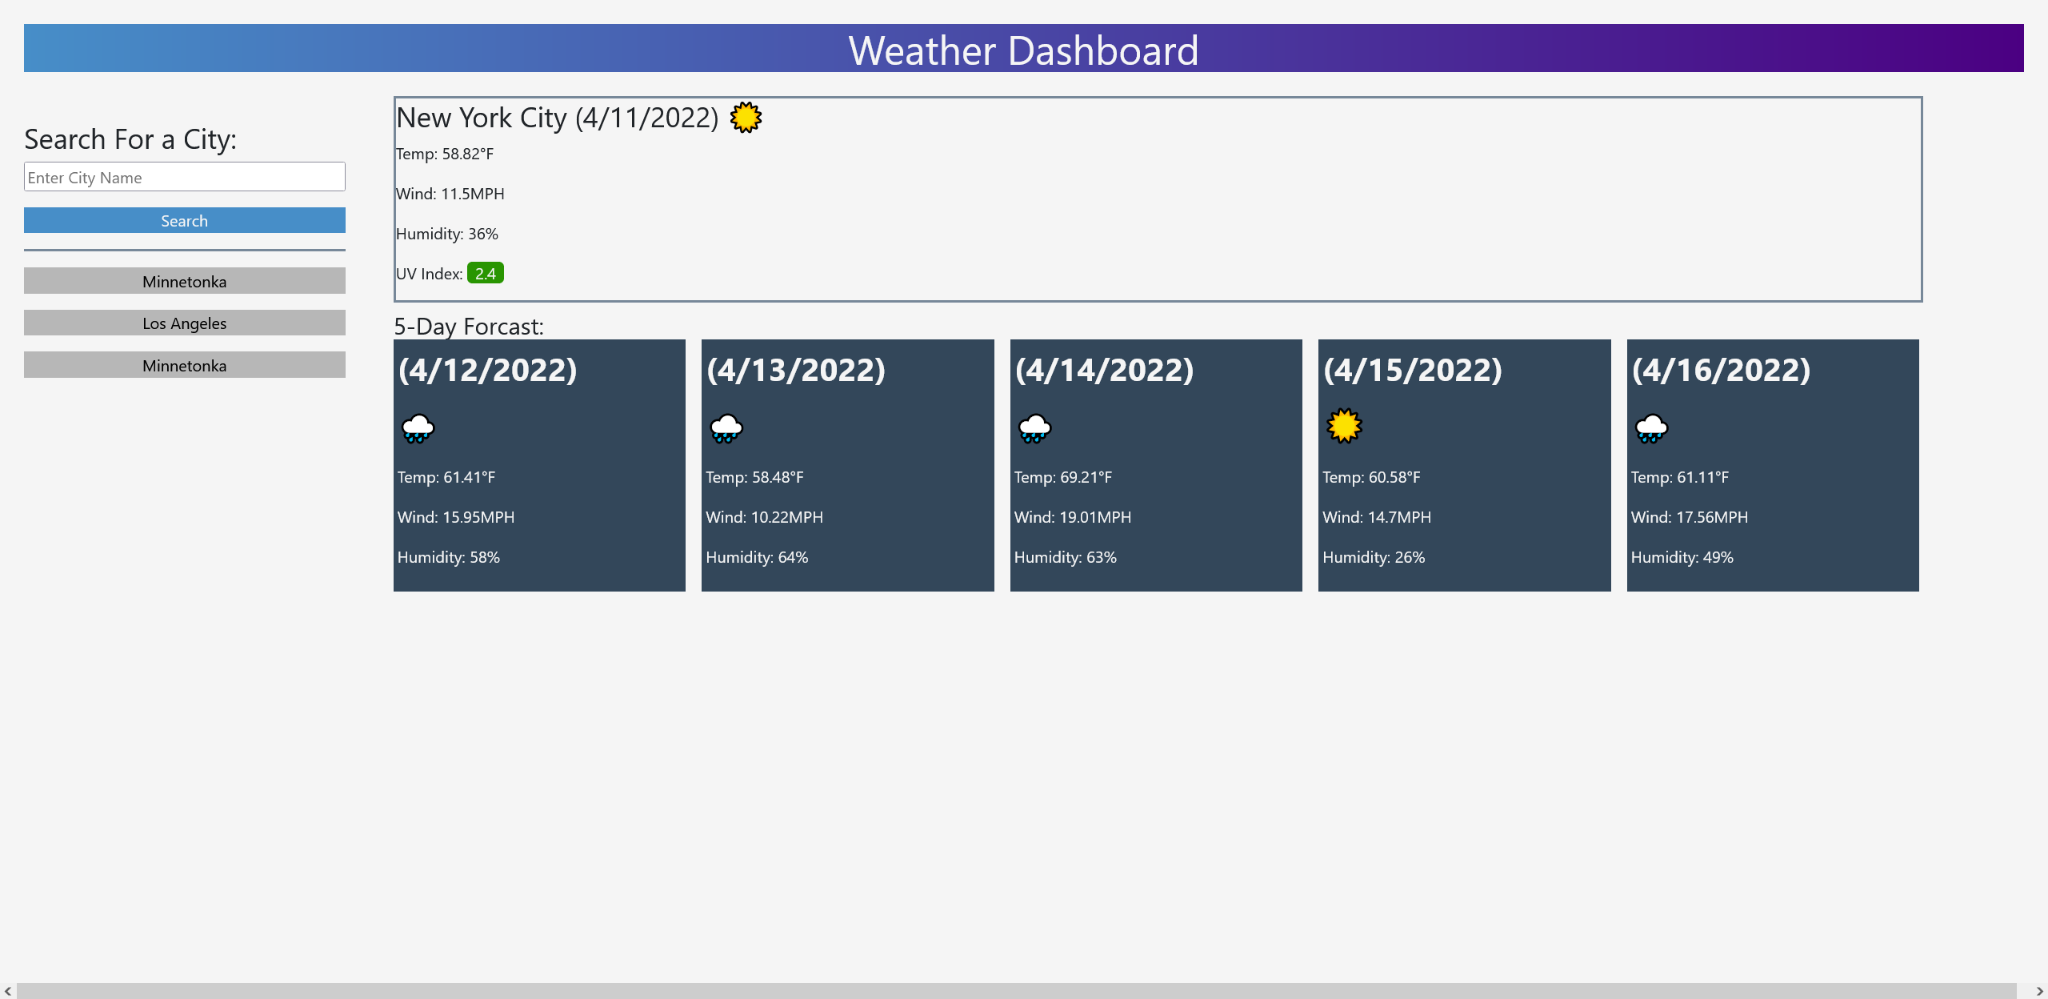 Weather Dashboard
Search For a City:
Enter City Name
Search
Minnetonka
Los Angeles
Minnetonka
New York City (4/11/2022)
Temp: 58.82°F
Wind: 11.5MPH
Humidity: 36%
UV Index: 2.4
5-Day Forcast:
(4/12/2022)
Temp: 61.41°F
Wind: 15.95MPH
Humidity: 58%
(4/13/2022)
Temp: 58.48°F
Wind: 10.22MPH
Humidity: 64%
(4/14/2022)
Temp: 69.21°F
Wind: 19.01MPH
Humidity: 63%
(4/15/2022)
Temp: 60.58°F
Wind: 14.7MPH
Humidity: 26%
(4/16/2022)
Temp: 61.11°F
Wind: 17.56MPH
Humidity: 49%